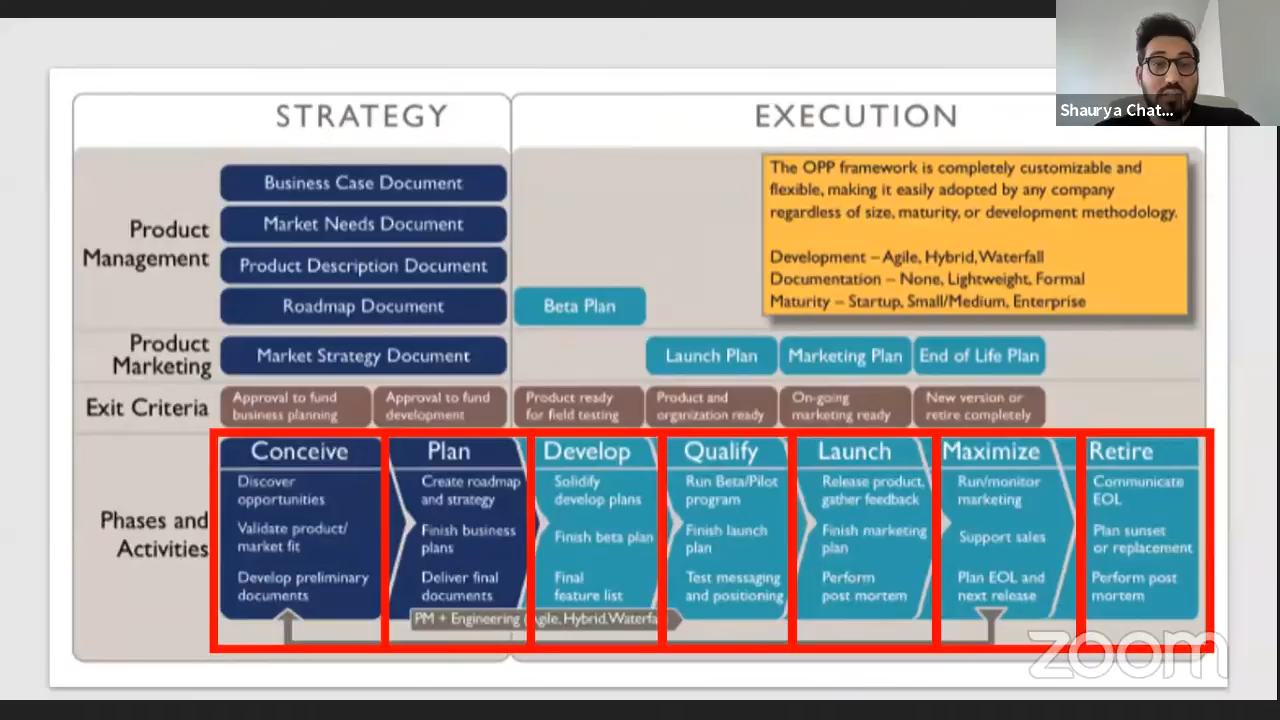 Shaurya Chat...
STRATEGY
EXECUTION
Product
Management
Business Case Document
Market Needs Document
Product Description Document
Roadmap Document
Beta Plan
The OPP framework is completely customizable and
flexible, making it easily adopted by any company
regardless of size, maturity, or development methodology.
Development – Agile, Hybrid, Waterfall
Documentation – None, Lightweight, Formal
Maturity – Startup, Small/Medium, Enterprise
Product
Marketing
Market Strategy Document
Launch Plan
Marketing Plan
End of Life Plan
Exit Criteria
Approval to fund
business planning
Approval to fund
development
Product ready
for field testing
Product and
organization ready
On-going
marketing ready
New version or
retire completely
Phases and
Activities
Conceive
Discover
opportunities
Validate product/
market fit
Develop preliminary
documents
Plan
Create roadmap
and strategy
Finish business
plans
Deliver final
documents
Develop
Solidify
develop plans
Finish beta plan
Final
feature list
Qualify
Run Beta/Pilot
program
Finish launch
plan
Test messaging
and positioning
Launch
Release product,
gather feedback
Finish marketing
plan
Perform
post mortem
Maximize
Run/monitor
marketing
Support sales
Plan EOL and
next release
Retire
Communicate
EOL
Plan sunset
or replacement
Perform post
mortem
PM + Engineering (Agile, Hybrid, Waterfa
zoom